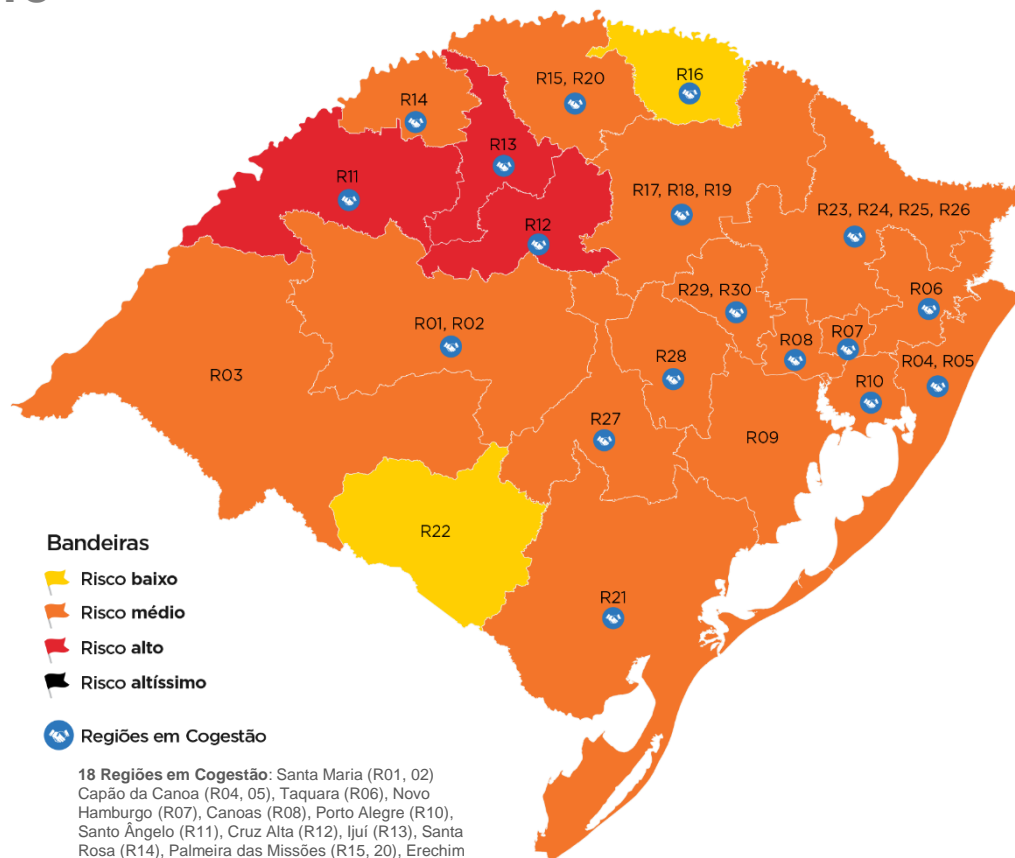 R16
R15, R20
R14
R13
R11
R17, R18, R19
R23, R24, R25, R26
R12
R29, R30
R06
R01, R02
R08
R07
R03
R28
R04, R05
R10
R27
R09
R22
R21
Bandeiras
Risco baixo
Risco médio
Risco alto
Risco altíssimo
Regiões em Cogestão
18 Regiões em Cogestão: Santa Maria (R01, 02)
Capão da Canoa (R04, 05), Taquara (R06), Novo
Hamburgo (R07), Canoas (R08), Porto Alegre (R10),
Santo Ângelo (R11), Cruz Alta (R12), Ijuí (R13), Santa
Rosa (R14), Palmeira das Missões (R15, 20), Erechim